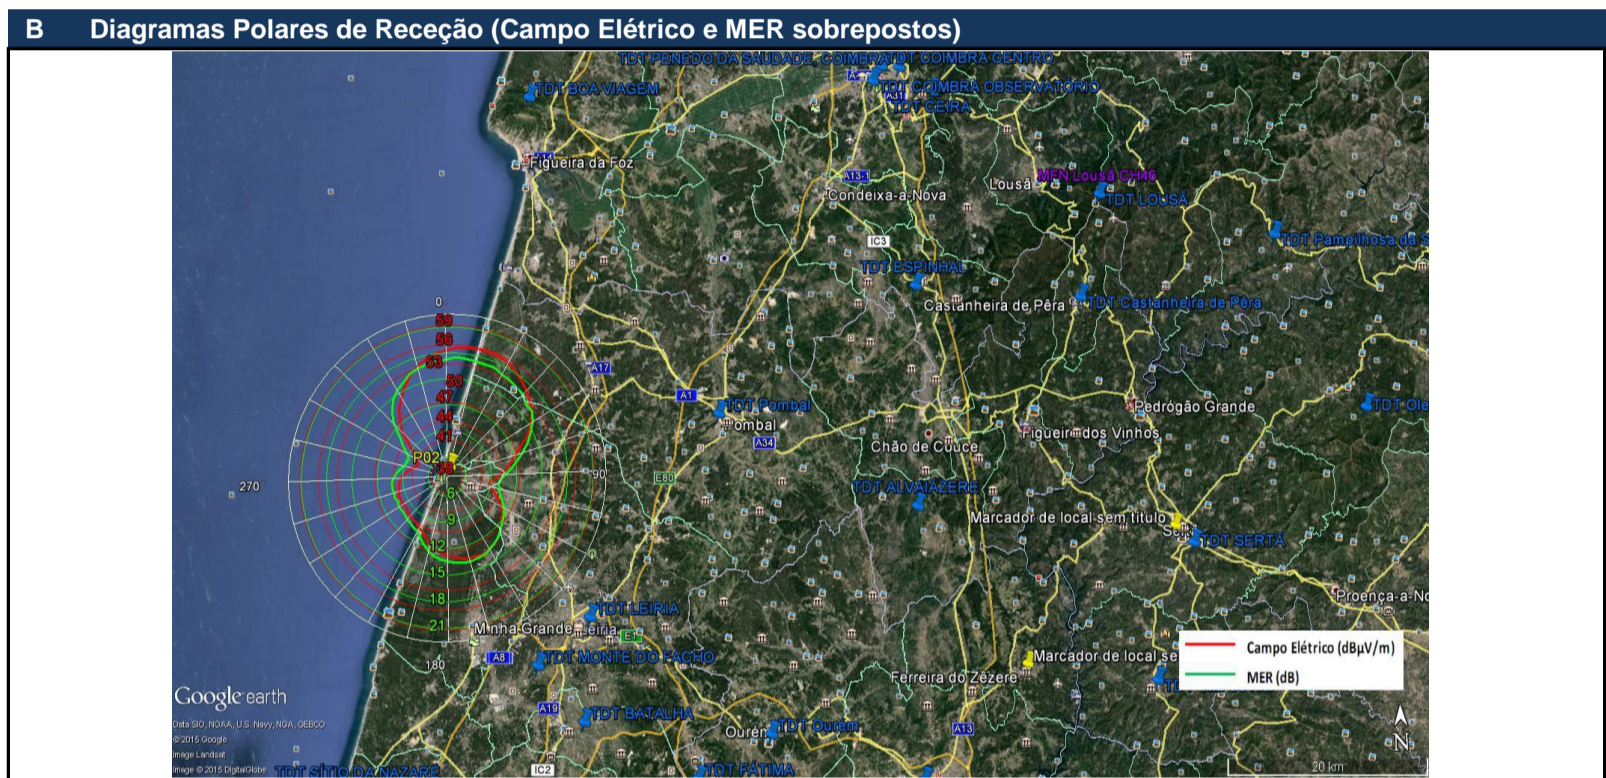 B Diagramas Polares de Receção (Campo Elétrico e MER sobrepostos)
TDT PENEDO DA SAUDADE, COIMBRA
TDT COIMBRA CENTRO
TDT BOA VIAGEM
TDT COIMBRA OBSERVATÓRIO
A31
TDT CEIRA
Figueira da Foz
A13-1
MFN Lousã CH46
Lousã
Condeixa-a-Nova
TDT LOUSÃ
IC3
TDT Pampilhosa da S
TDT ESPINHAL
Castanheira de Pêra
TDT Castanheira de Pêra
0
59
56
53
50
47
44
41
38
A17
A1
TDT Pombal
Pombal
A34
Pedrógão Grande
TDT Ole
Figueiró dos Vinhos
Chão de Couce
P02
90
270
E80
6
9
12
15
18
21
180
TDT ALVAIÁZERE
Marcador de local sem título
TDT SERTÃ
Proença-a-No
TDT LEIRIA
Marinha Grande
Leiria
E1
A8
TDT MONTE DO FACHO
Marcador de local se
Ferreira do Zêzere
Campo Elétrico (dBµV/m)
MER (dB)
A19
TDT BATALHA
Ourém
TDT Ourém
A13
N
Google earth
Data SIO, NOAA, U.S. Navy, NGA, GEBCO
© 2015 Google
Image Landsat
Image © 2015 DigitalGlobe
TDT SÍTIO DA NAZARÉ
IC2
TDT FÁTIMA
20 km